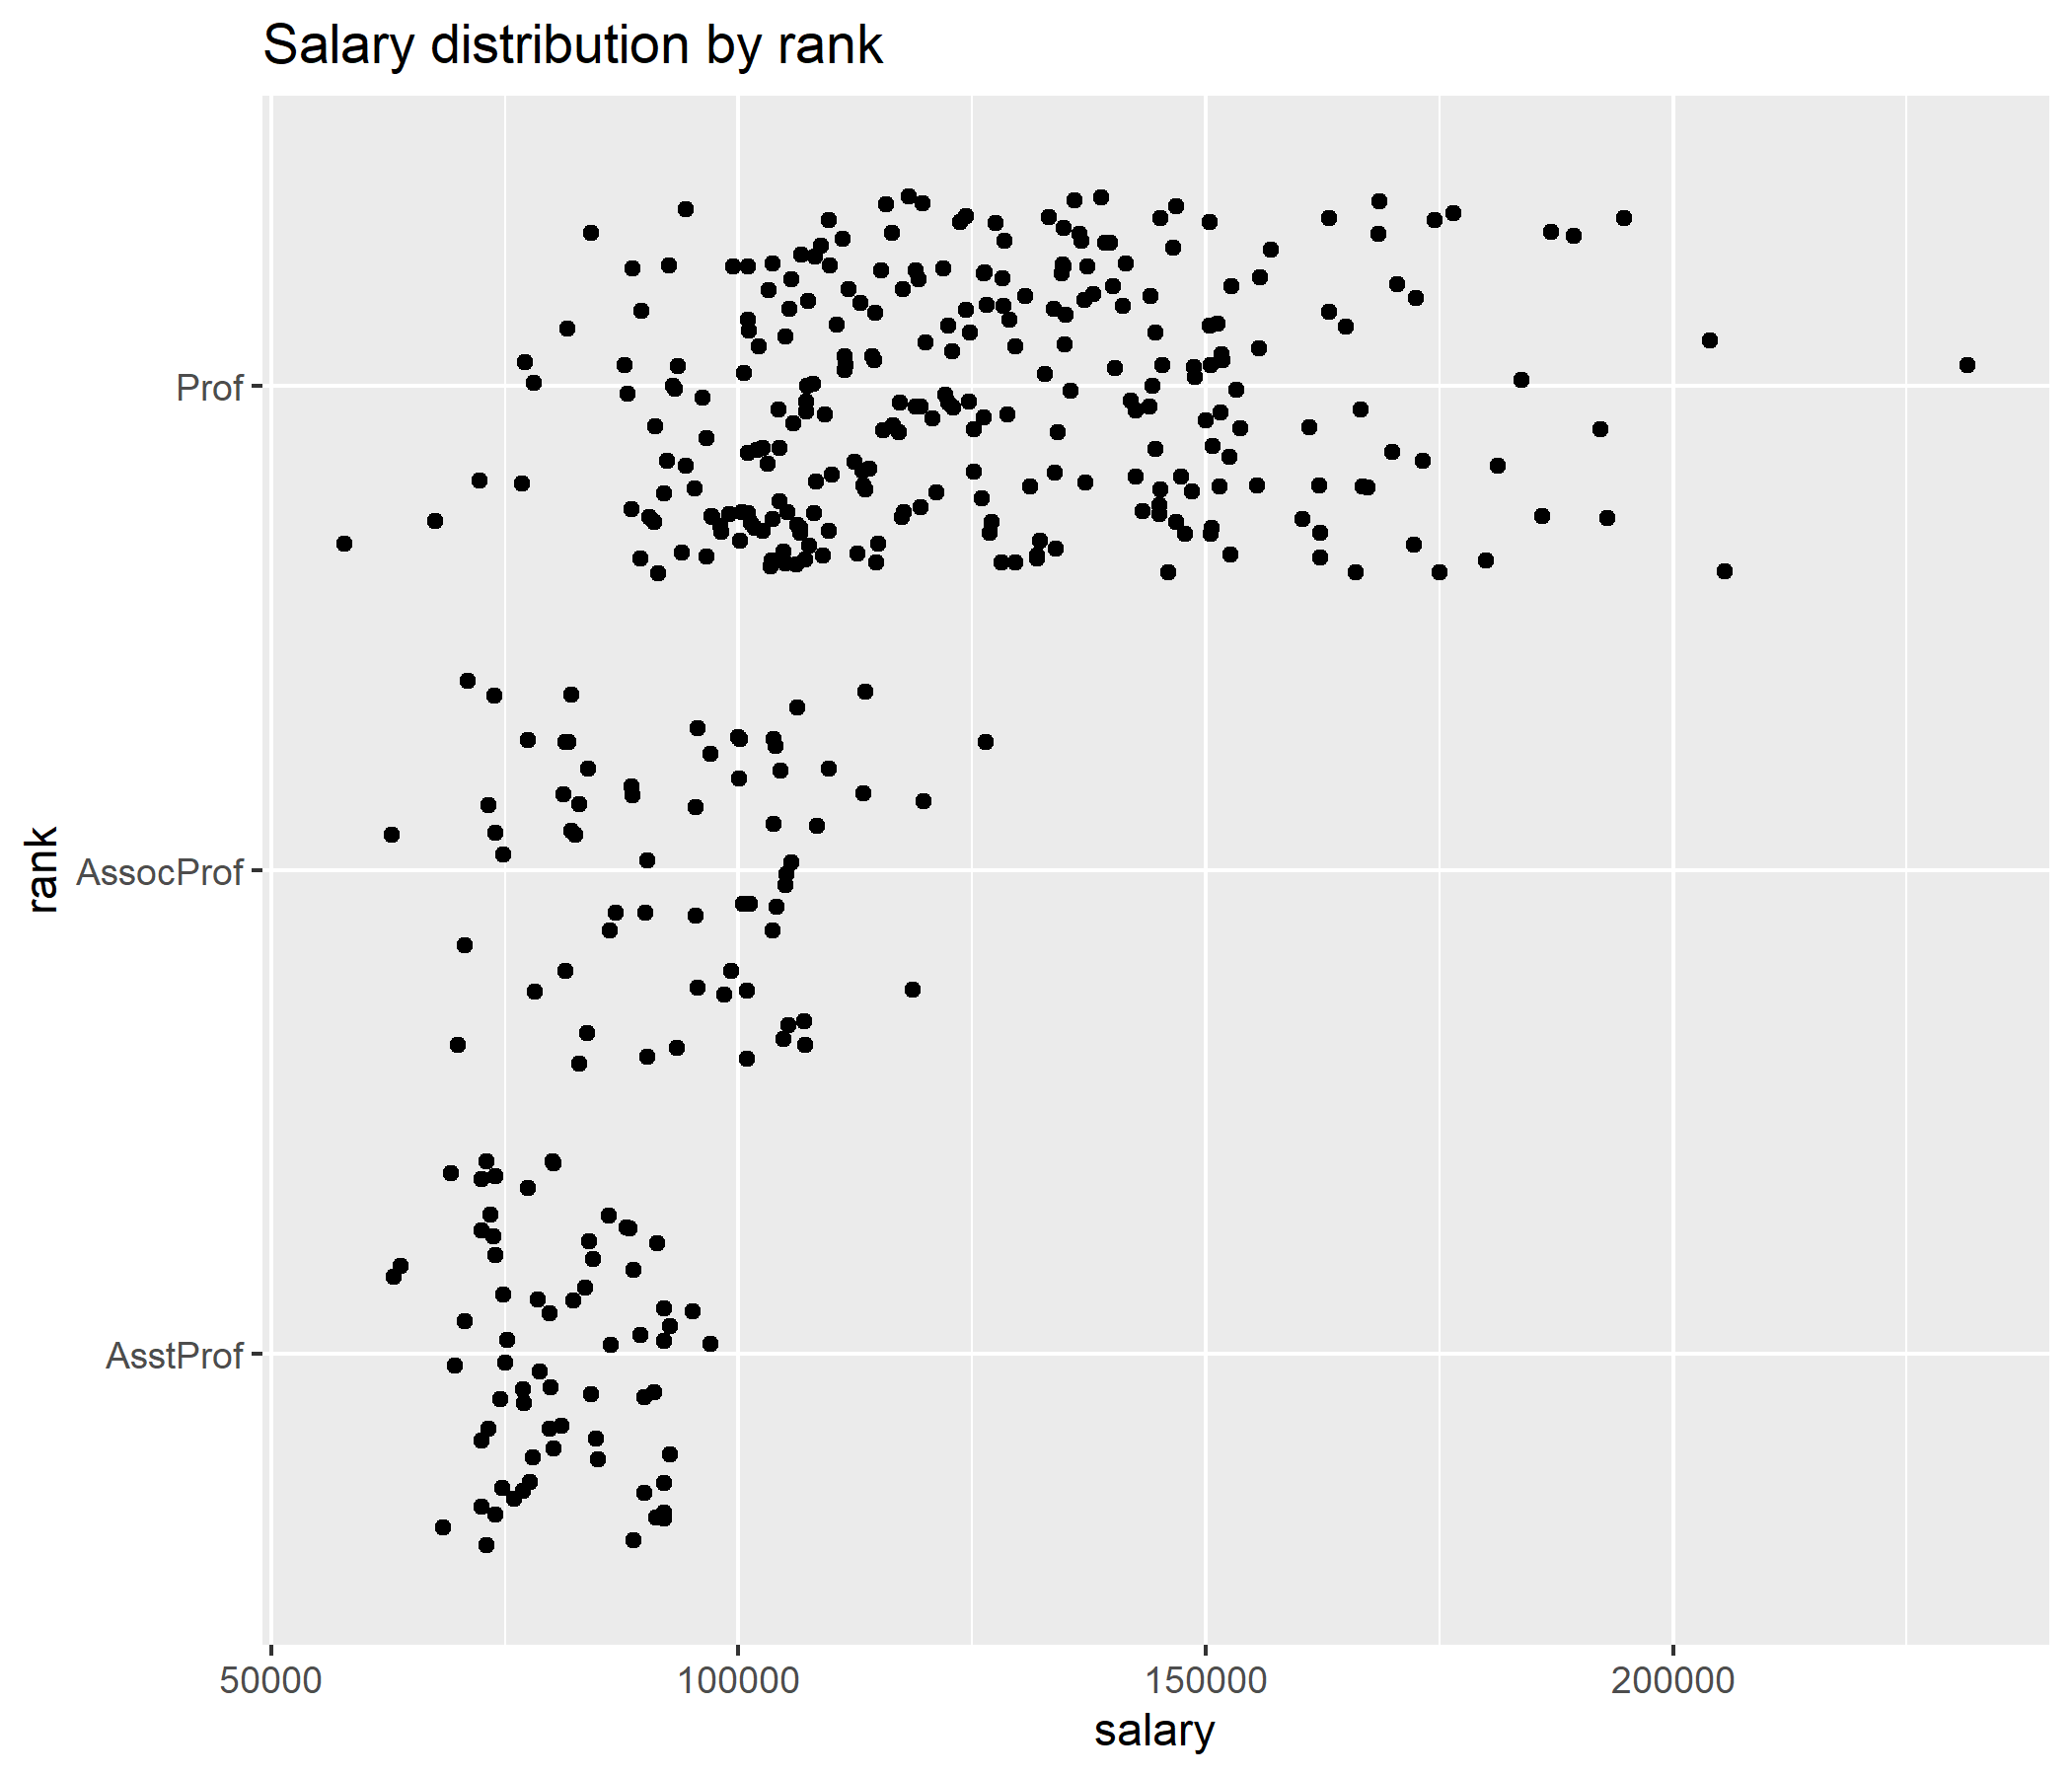 Salary distribution by rank
Prof
AssocProf
AsstProf
rank
50000
100000
150000
200000
salary